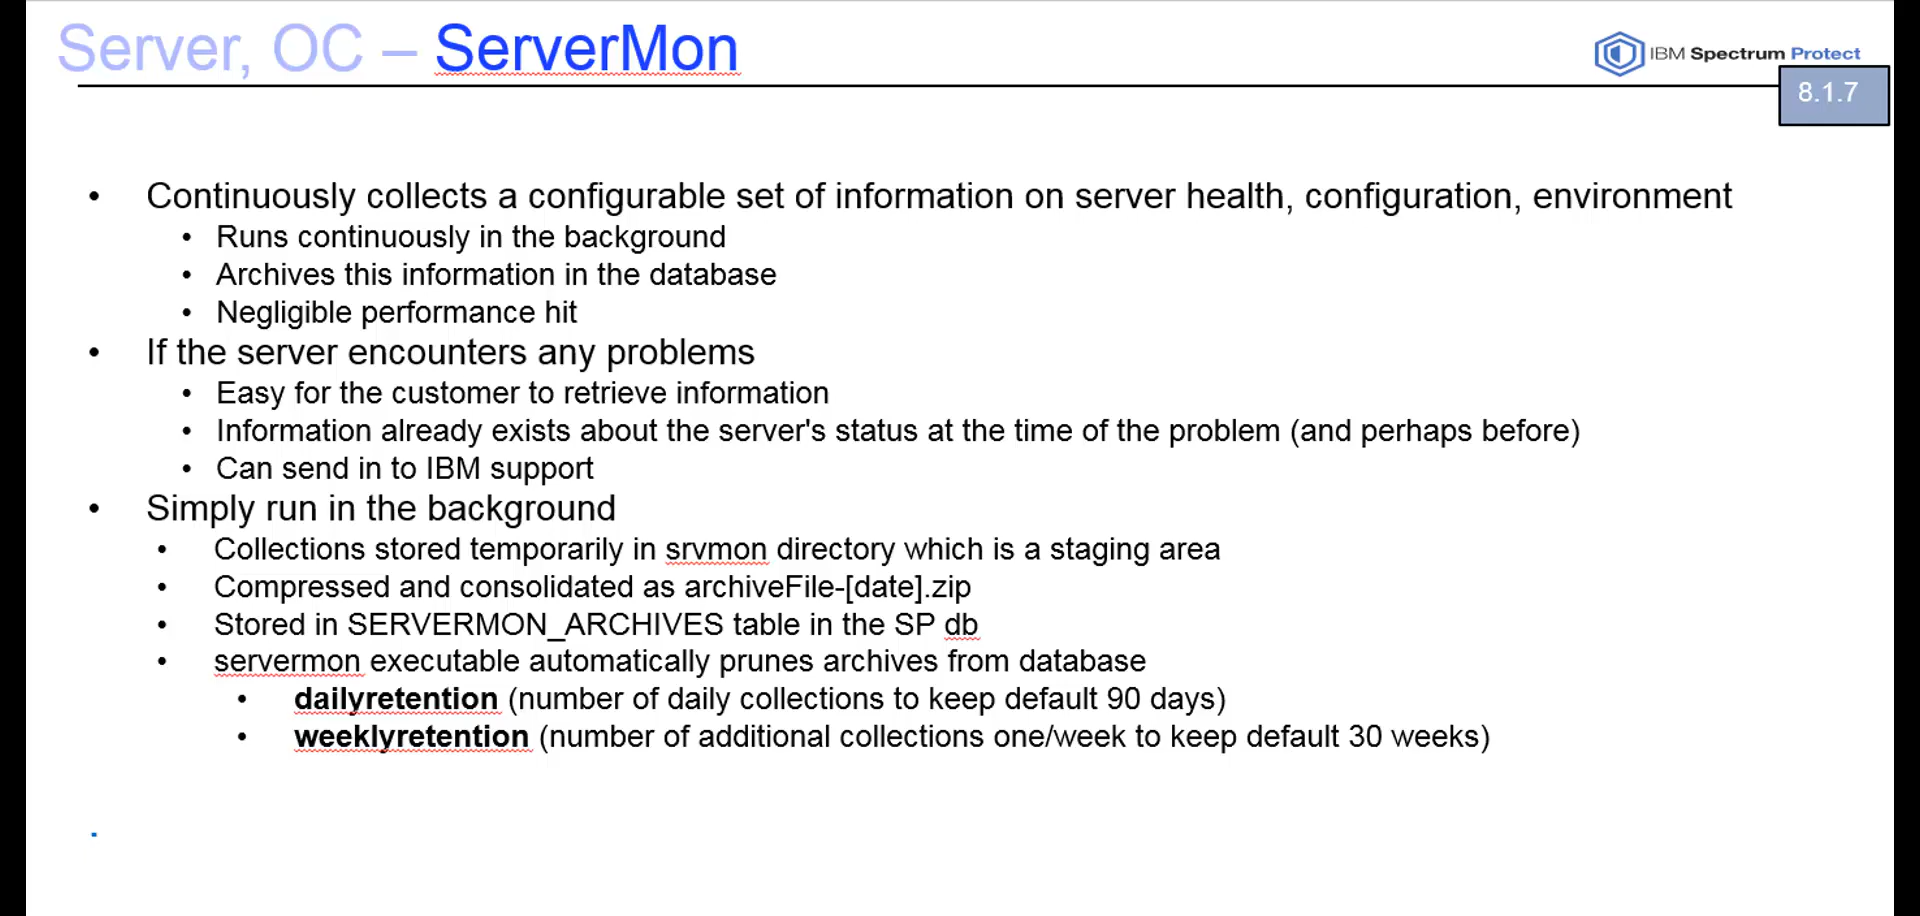 Server, OC – ServerMon
IBM Spectrum Protect
8.1.7
• Continuously collects a configurable set of information on server health, configuration, environment
• Runs continuously in the background
• Archives this information in the database
• Negligible performance hit
• If the server encounters any problems
• Easy for the customer to retrieve information
• Information already exists about the server's status at the time of the problem (and perhaps before)
• Can send in to IBM support
• Simply run in the background
• Collections stored temporarily in srvmon directory which is a staging area
• Compressed and consolidated as archiveFile-[date].zip
• Stored in SERVERMON_ARCHIVES table in the SP db
• servermon executable automatically prunes archives from database
• dailyretention (number of daily collections to keep default 90 days)
• weeklyretention (number of additional collections one/week to keep default 30 weeks)